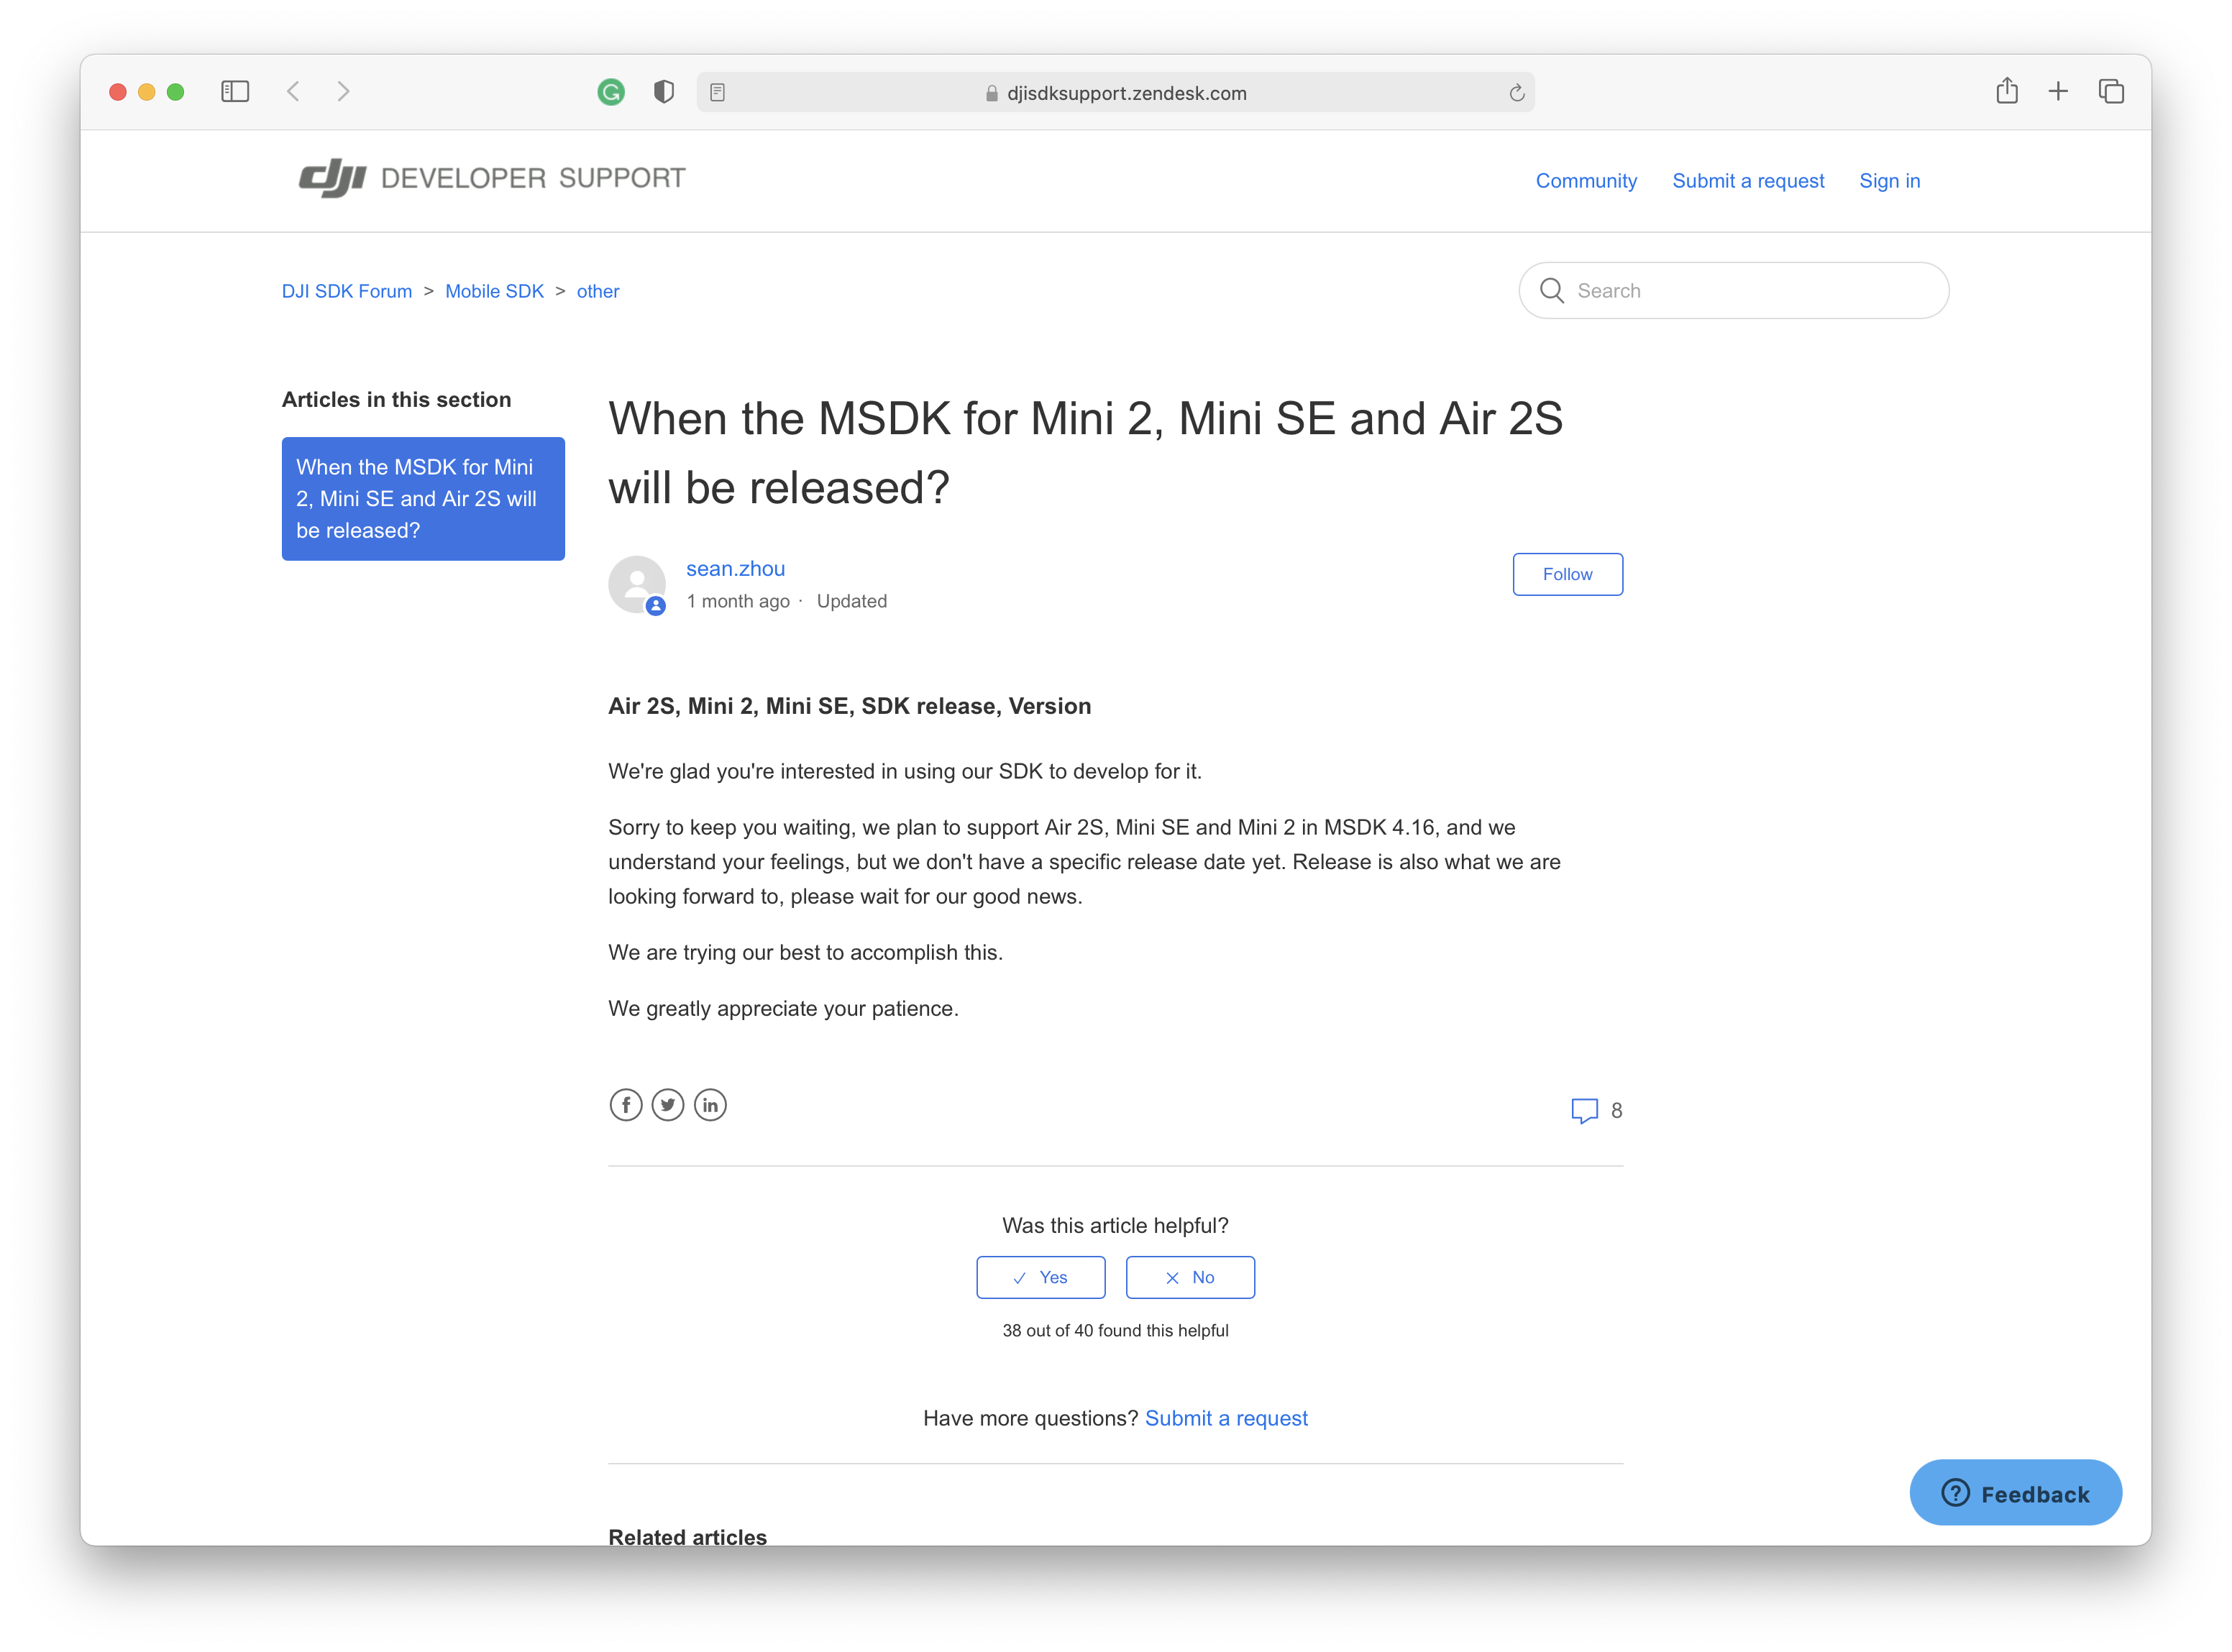 djisdksupport.zendesk.com
dji DEVELOPER SUPPORT
Community Submit a request Sign in
DJI SDK Forum > Mobile SDK > other
Search
Articles in this section
When the MSDK for Mini
2, Mini SE and Air 2S will
be released?
When the MSDK for Mini 2, Mini SE and Air 2S
will be released?
sean.zhou
1 month ago · Updated
Follow
Air 2S, Mini 2, Mini SE, SDK release, Version
We're glad you're interested in using our SDK to develop for it.
Sorry to keep you waiting, we plan to support Air 2S, Mini SE and Mini 2 in MSDK 4.16, and we
understand your feelings, but we don't have a specific release date yet. Release is also what we are
looking forward to, please wait for our good news.
We are trying our best to accomplish this.
We greatly appreciate your patience.
8
Was this article helpful?
Yes No
38 out of 40 found this helpful
Have more questions? Submit a request
Feedback
Related articles